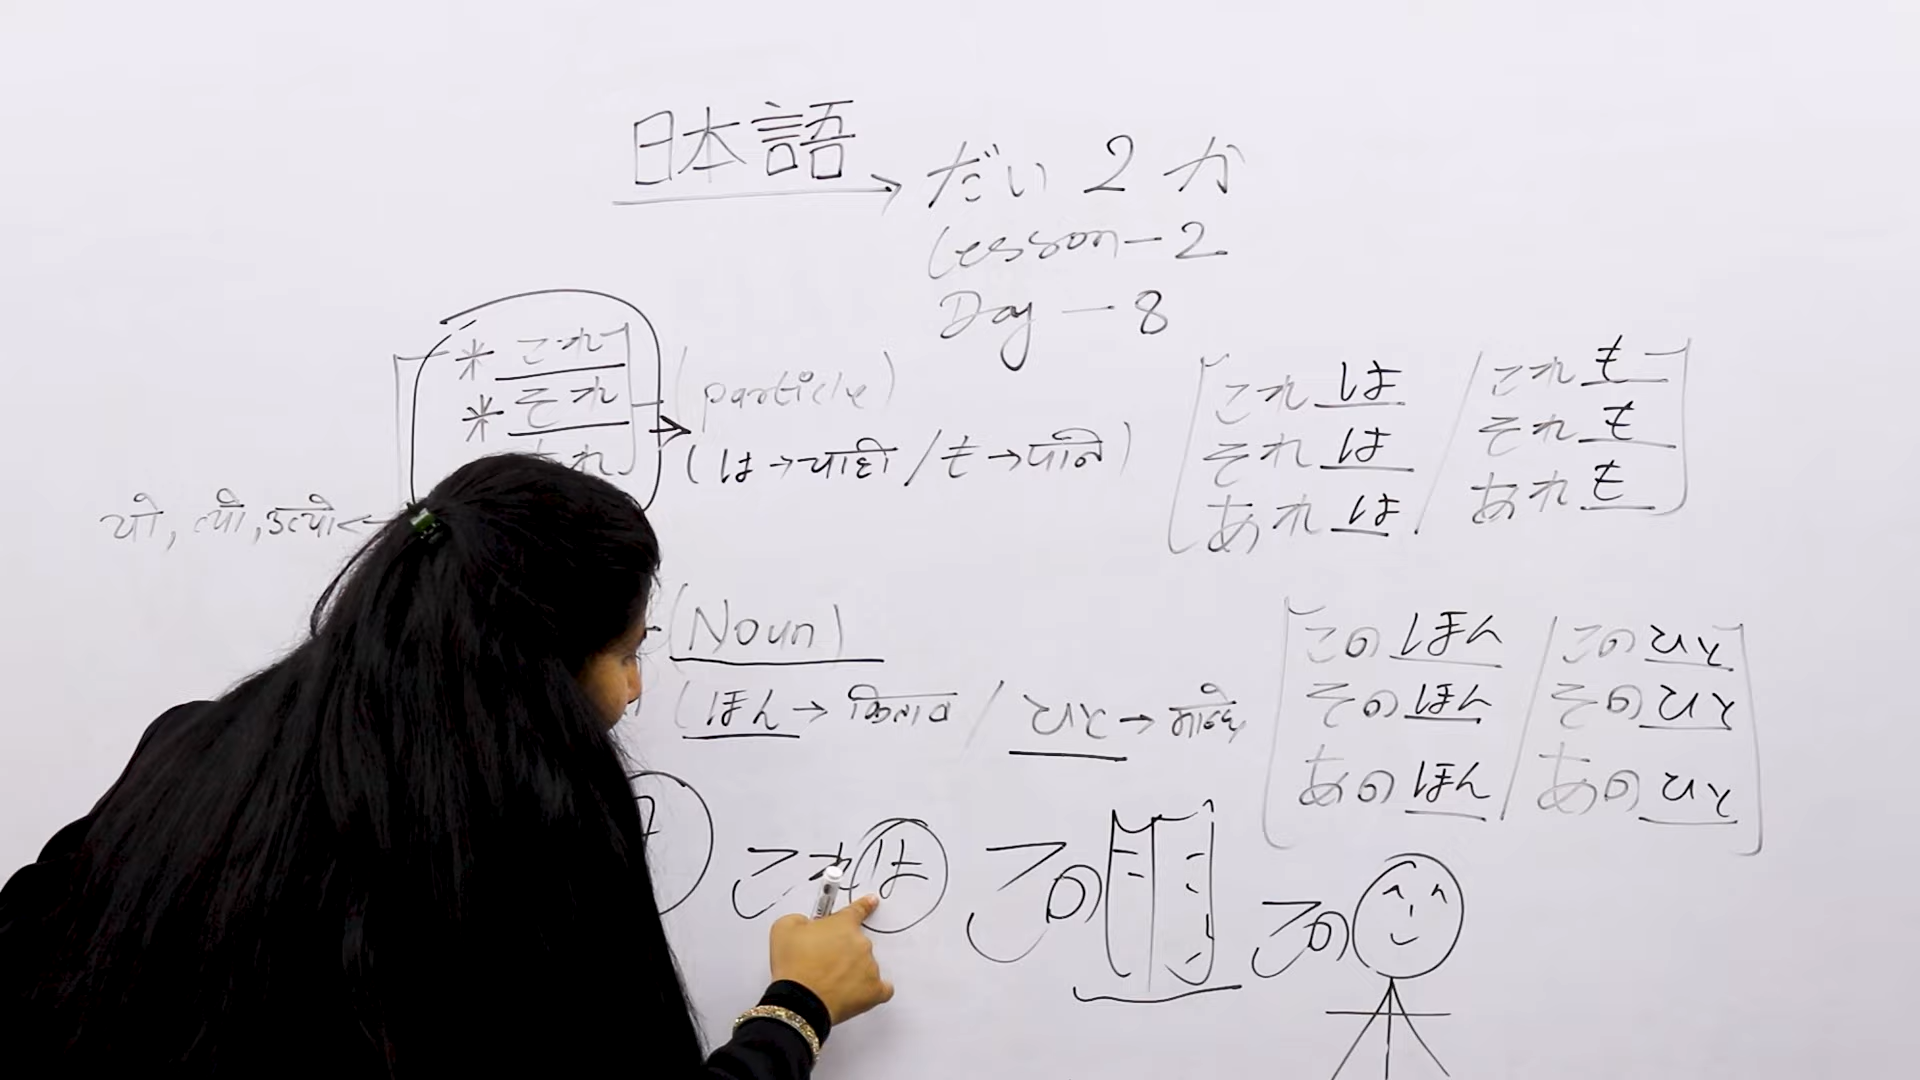 日本語 → だい 2 か
Lesson - 2
Day - 8
* これ
* それ
(particle)
(は → चाही / も → पनि)
यो, त्यो, उत्यो ←
これ は / これ も
それ は / それ も
あれ は / あれ も
(Noun)
(ほん → किताब / ひと → मान्छे
この ほん / この ひと
その ほん / その ひと
あの ほん / あの ひと
これ は この この